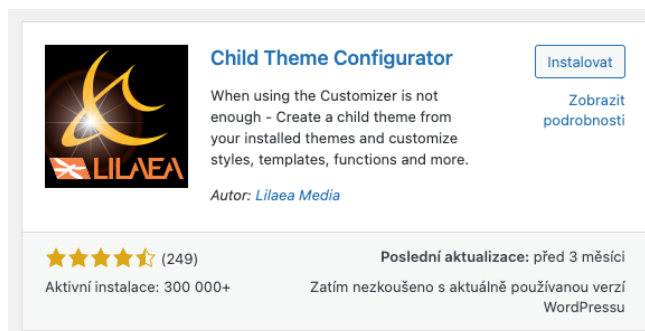 Child Theme Configurator
Instalovat
When using the Customizer is not
enough - Create a child theme from
your installed themes and customize
styles, templates, functions and more.
Zobrazit
podrobnosti
LILAEA
Autor: Lilaea Media
(249)
Poslední aktualizace: před 3 měsíci
Aktivní instalace: 300 000+
Zatím nezkoušeno s aktuálně používanou verzí
WordPressu